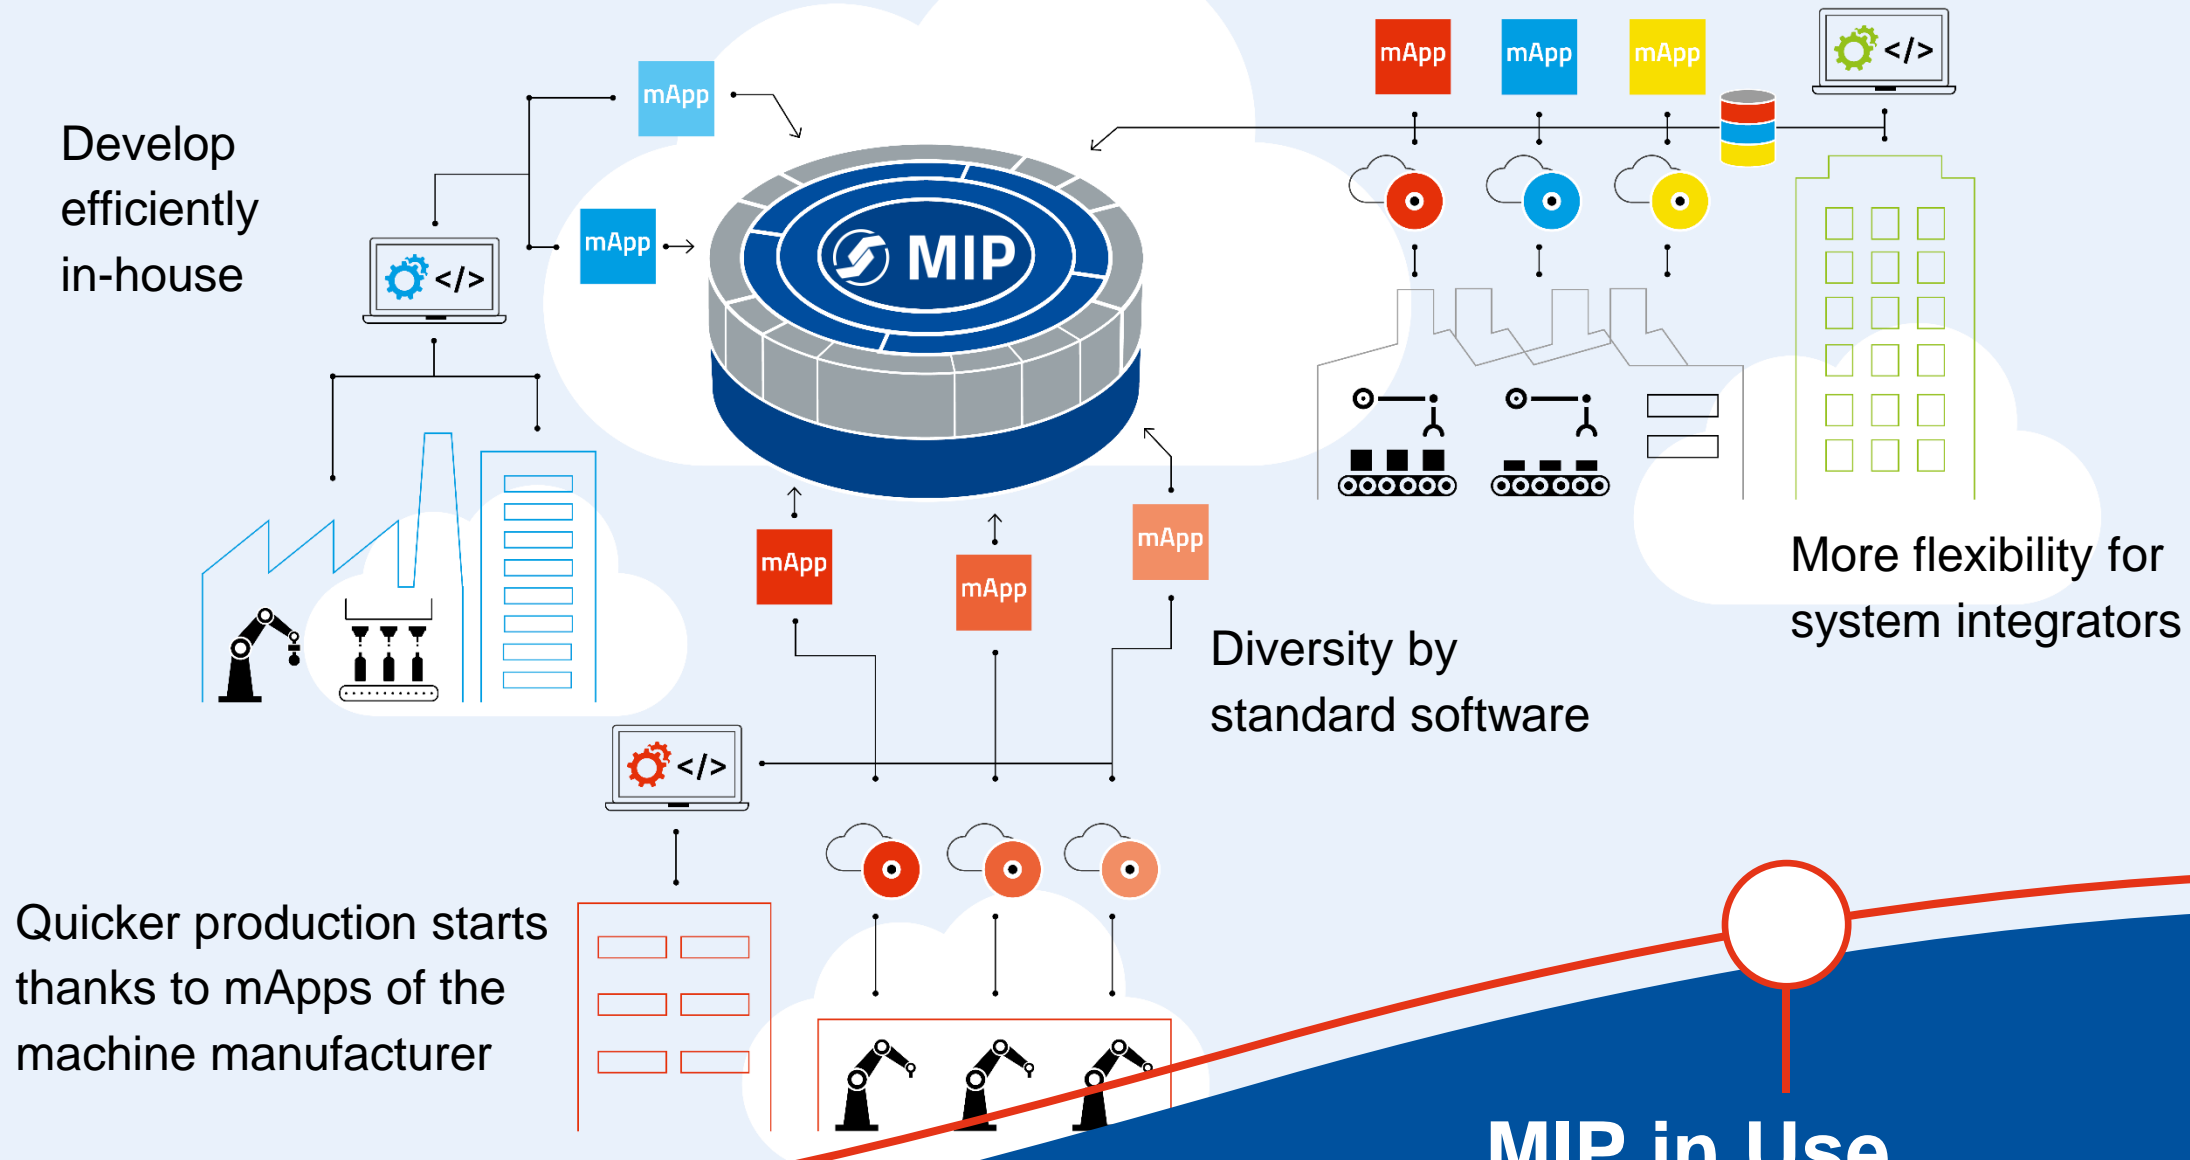 mApp
mApp
mApp
mApp
</>
Develop
efficiently
in-house
mApp
</>
MIP
mApp
mApp
mApp
More flexibility for
system integrators
Diversity by
standard software
</>
Quicker production starts
thanks to mApps of the
machine manufacturer
MIP in Use